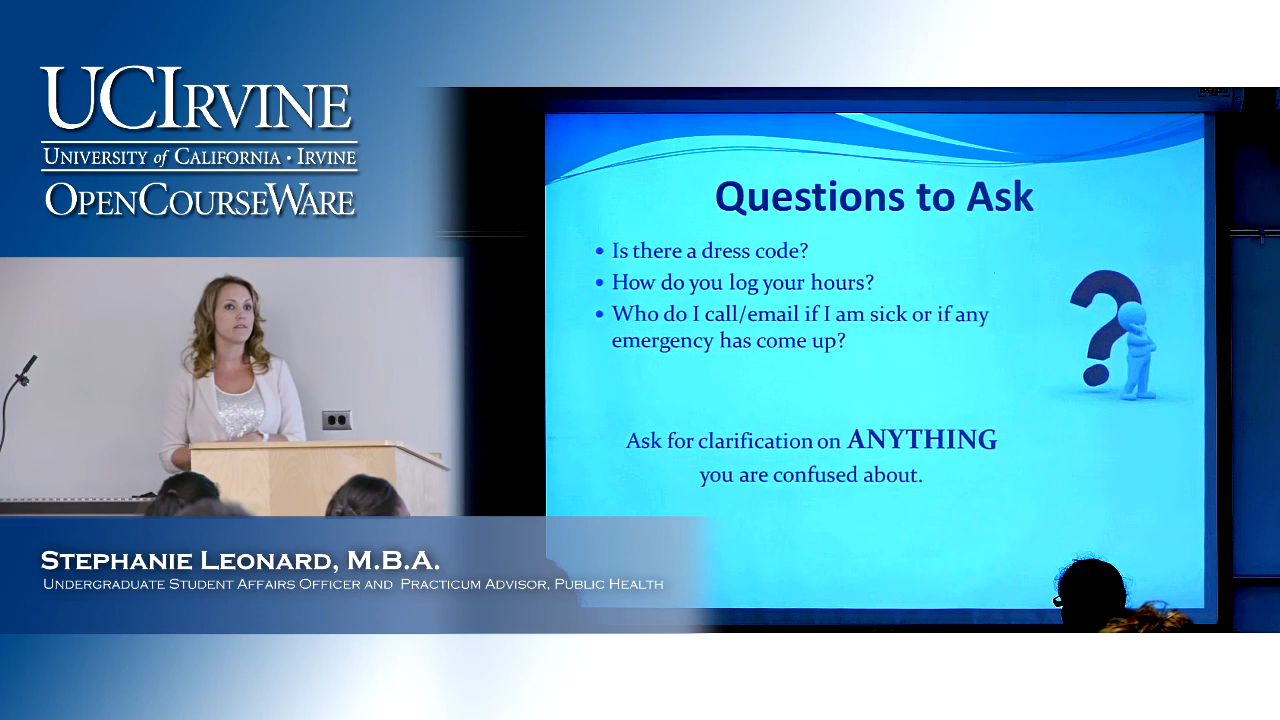 UCIRVINE
UNIVERSITY of CALIFORNIA · IRVINE
OPENCOURSEWARE
Questions to Ask
• Is there a dress code?
• How do you log your hours?
• Who do I call/email if I am sick or if any
emergency has come up?
Ask for clarification on ANYTHING
you are confused about.
STEPHANIE LEONARD, M.B.A.
UNDERGRADUATE STUDENT AFFAIRS OFFICER AND PRACTICUM ADVISOR, PUBLIC HEALTH